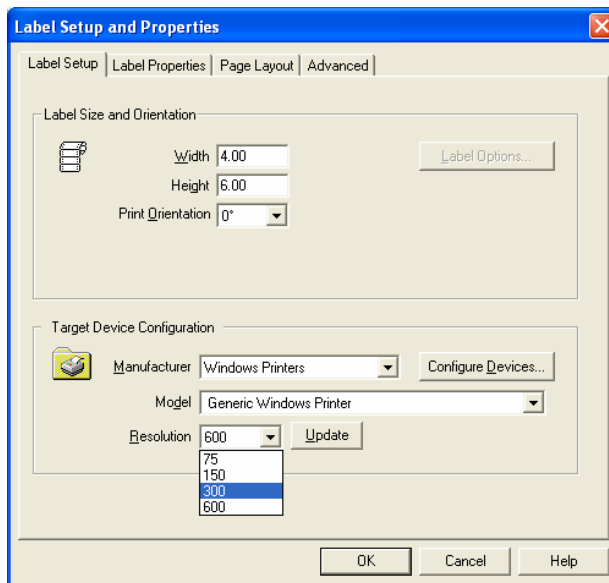 Label Setup and Properties
Label Setup Label Properties Page Layout Advanced
Label Size and Orientation
Width 4.00 Label Options...
Height 6.00
Print Orientation 0°
Target Device Configuration
Manufacturer Windows Printers Configure Devices...
Model Generic Windows Printer
Resolution 600 Update
75
150
300
600
OK Cancel Help